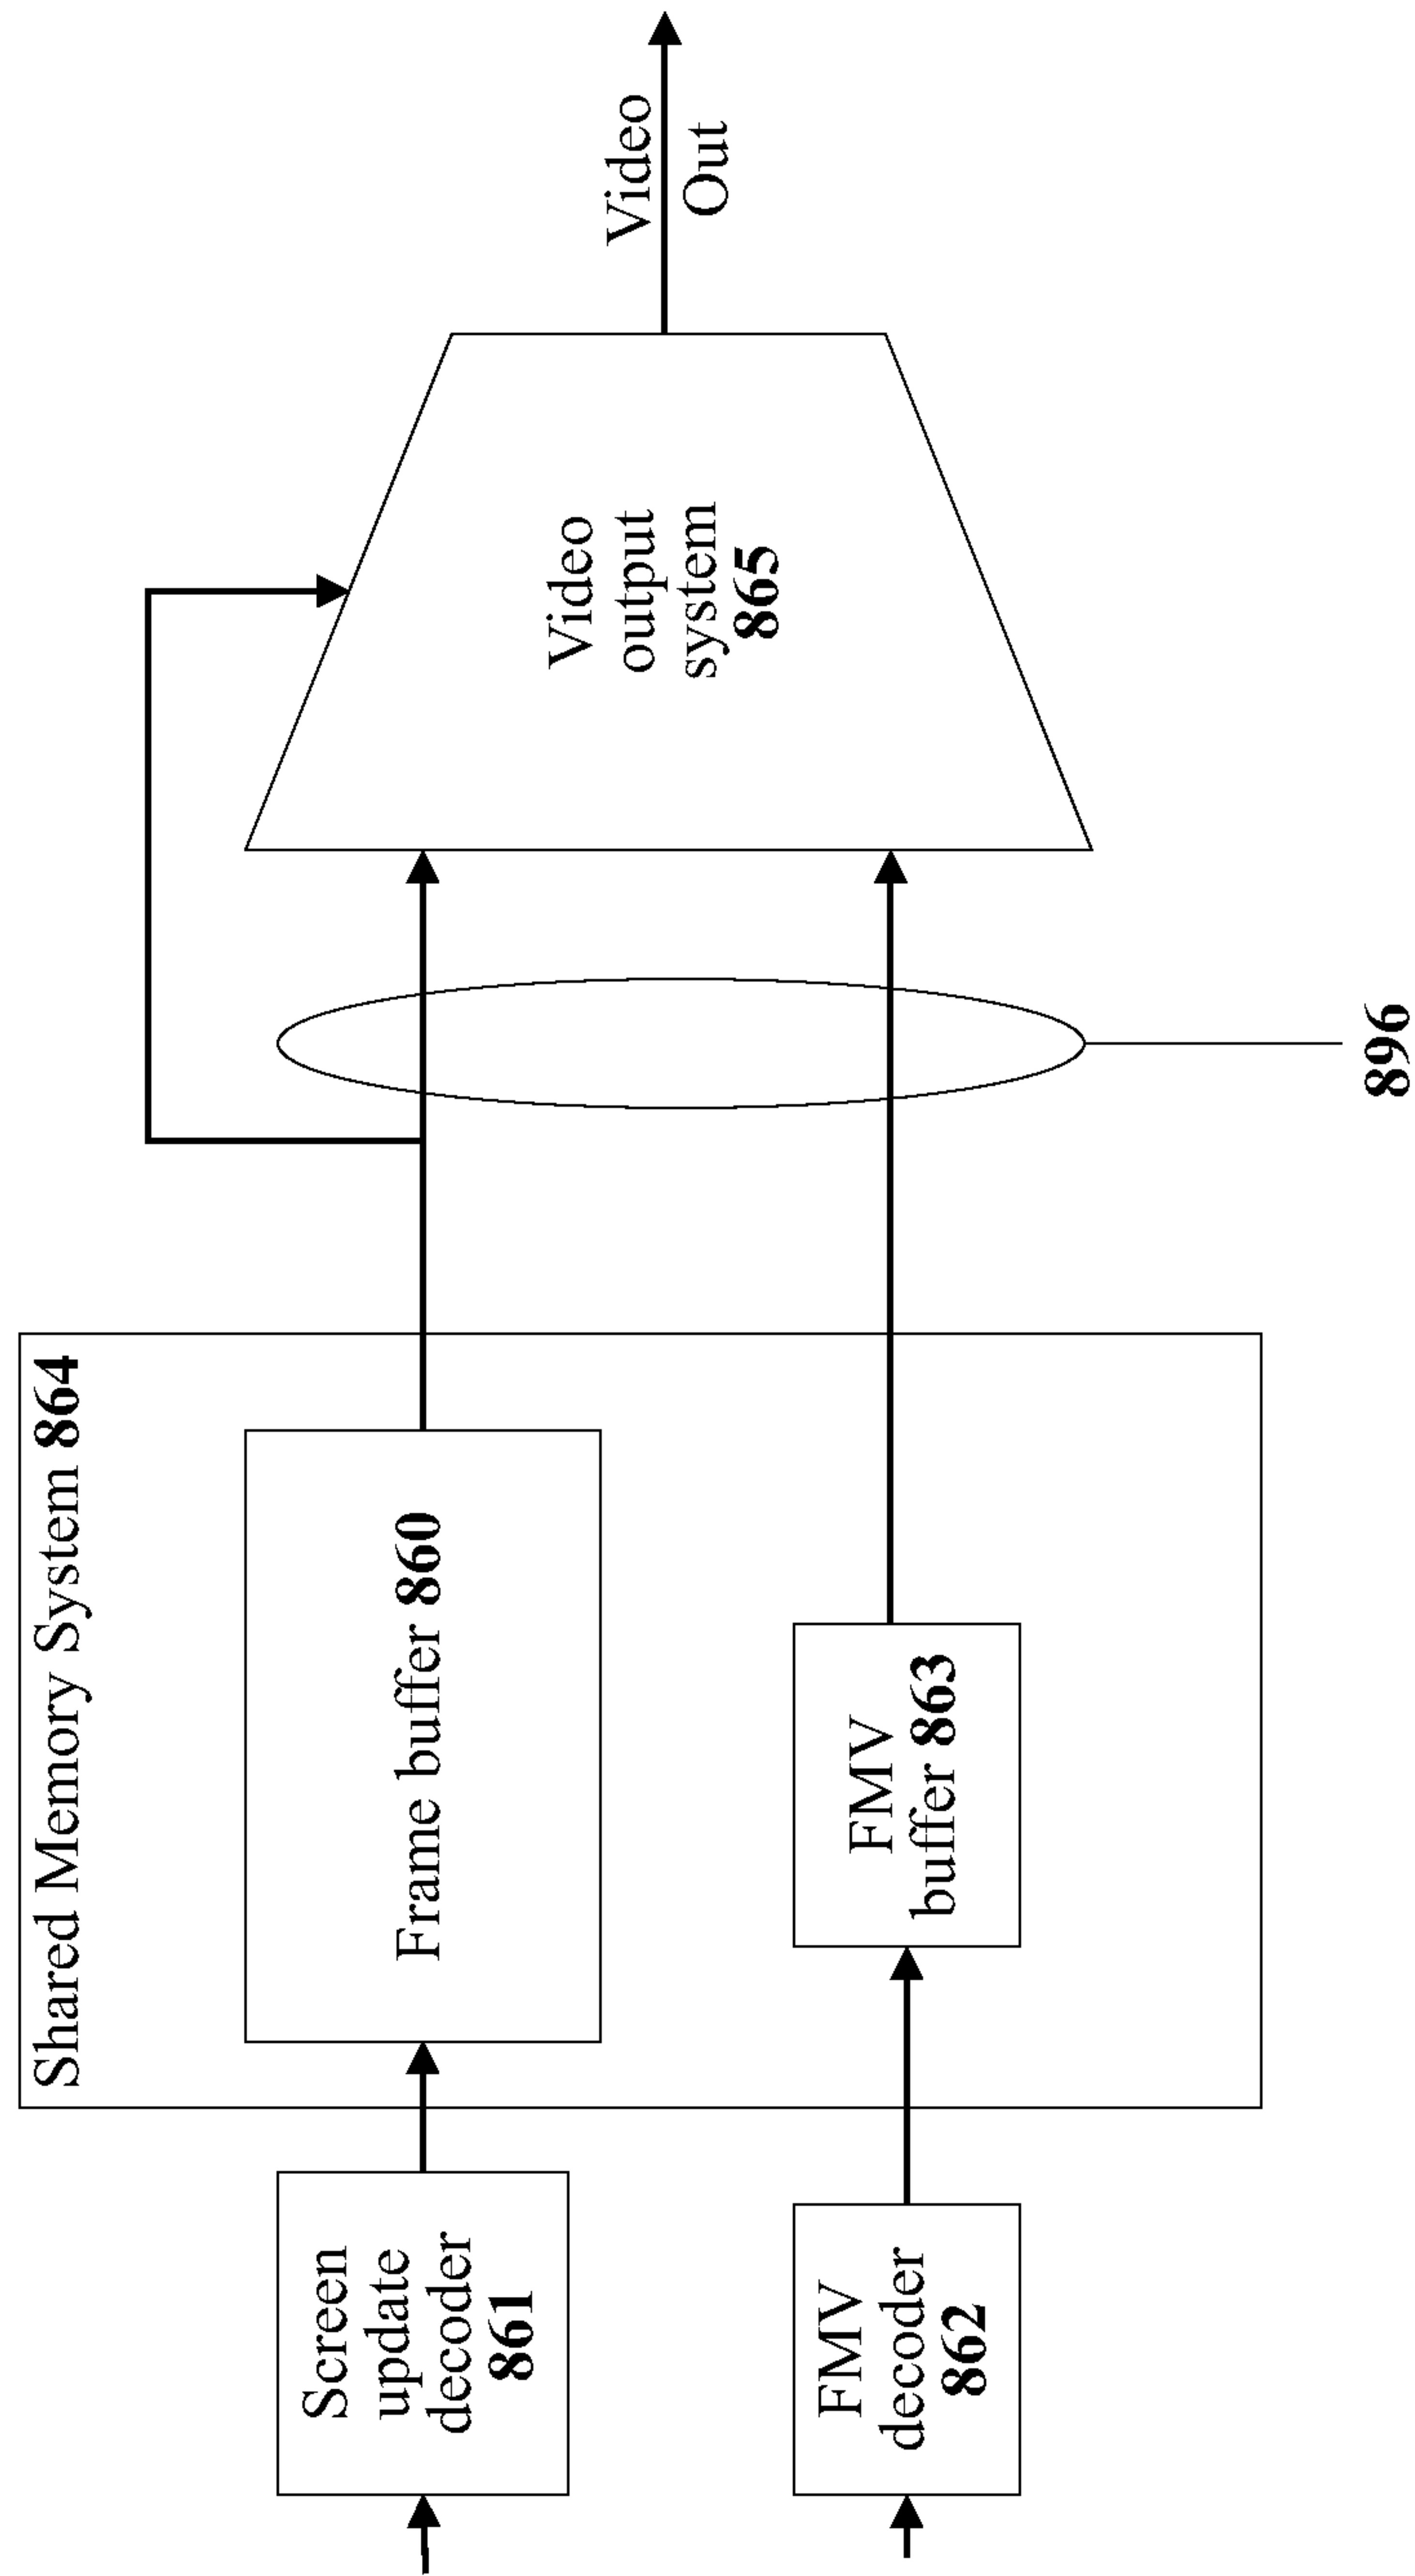 Shared Memory System 864
Screen
update
decoder
861
Frame buffer 860
Video
output
system
865
Video
Out
FMV
decoder
862
FMV
buffer 863
896